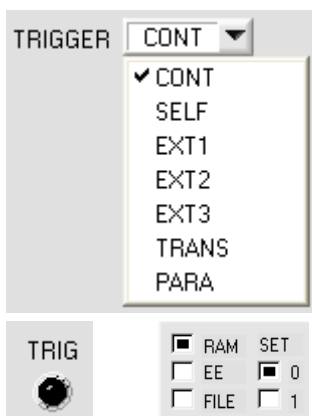 TRIGGER CONT
CONT
SELF
EXT1
EXT2
EXT3
TRANS
PARA
TRIG
RAM SET
EE 0
FILE 1